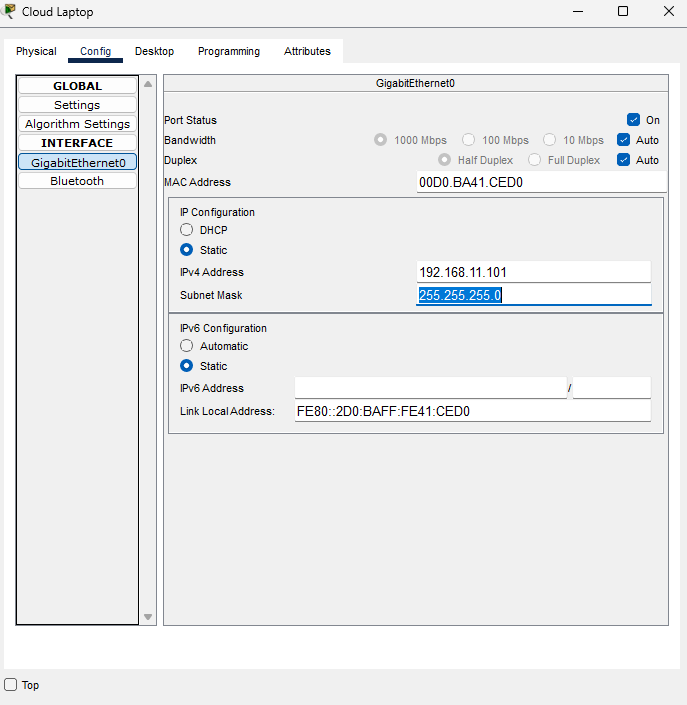 Cloud Laptop
Physical Config Desktop Programming Attributes
GLOBAL
Settings
Algorithm Settings
INTERFACE
GigabitEthernet0
Bluetooth
GigabitEthernet0
Port Status On
Bandwidth 1000 Mbps 100 Mbps 10 Mbps Auto
Duplex Half Duplex Full Duplex Auto
MAC Address 00D0.BA41.CED0
IP Configuration
DHCP
Static
IPv4 Address 192.168.11.101
Subnet Mask 255.255.255.0
IPv6 Configuration
Automatic
Static
IPv6 Address /
Link Local Address: FE80::2D0:BAFF:FE41:CED0
Top